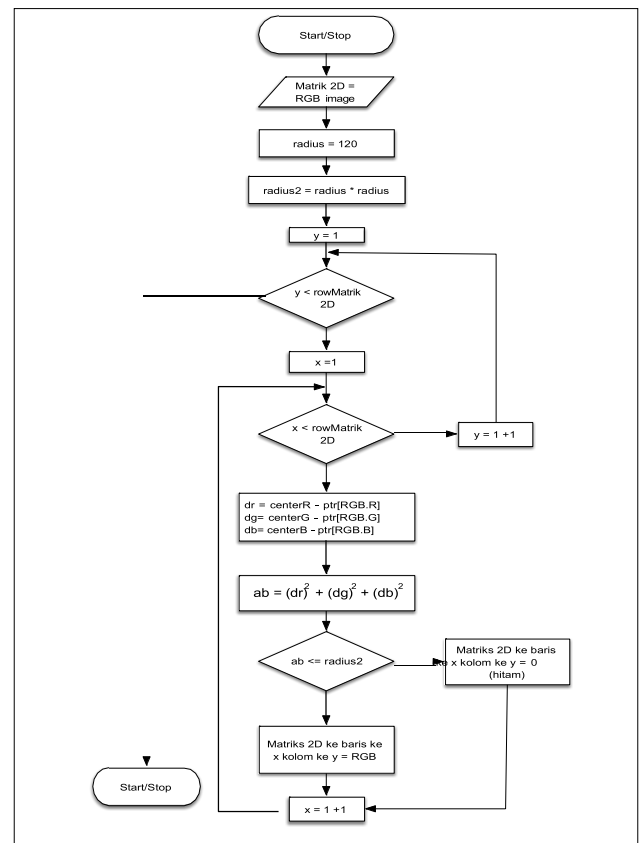 Start/Stop
Matrik 2D =
RGB image
radius = 120
radius2 = radius * radius
y = 1
y < rowMatrik
2D
x =1
x < rowMatrik
2D
y = 1 +1
dr = centerR - ptr[RGB.R]
dg= centerG - ptr[RGB.G]
db= centerB - ptr[RGB.B]
ab = (dr)² + (dg)² + (db)²
ab <= radius2
Matriks 2D ke baris
x kolom ke y = 0
(hitam)
Matriks 2D ke baris ke
x kolom ke y = RGB
Start/Stop
x = 1 +1